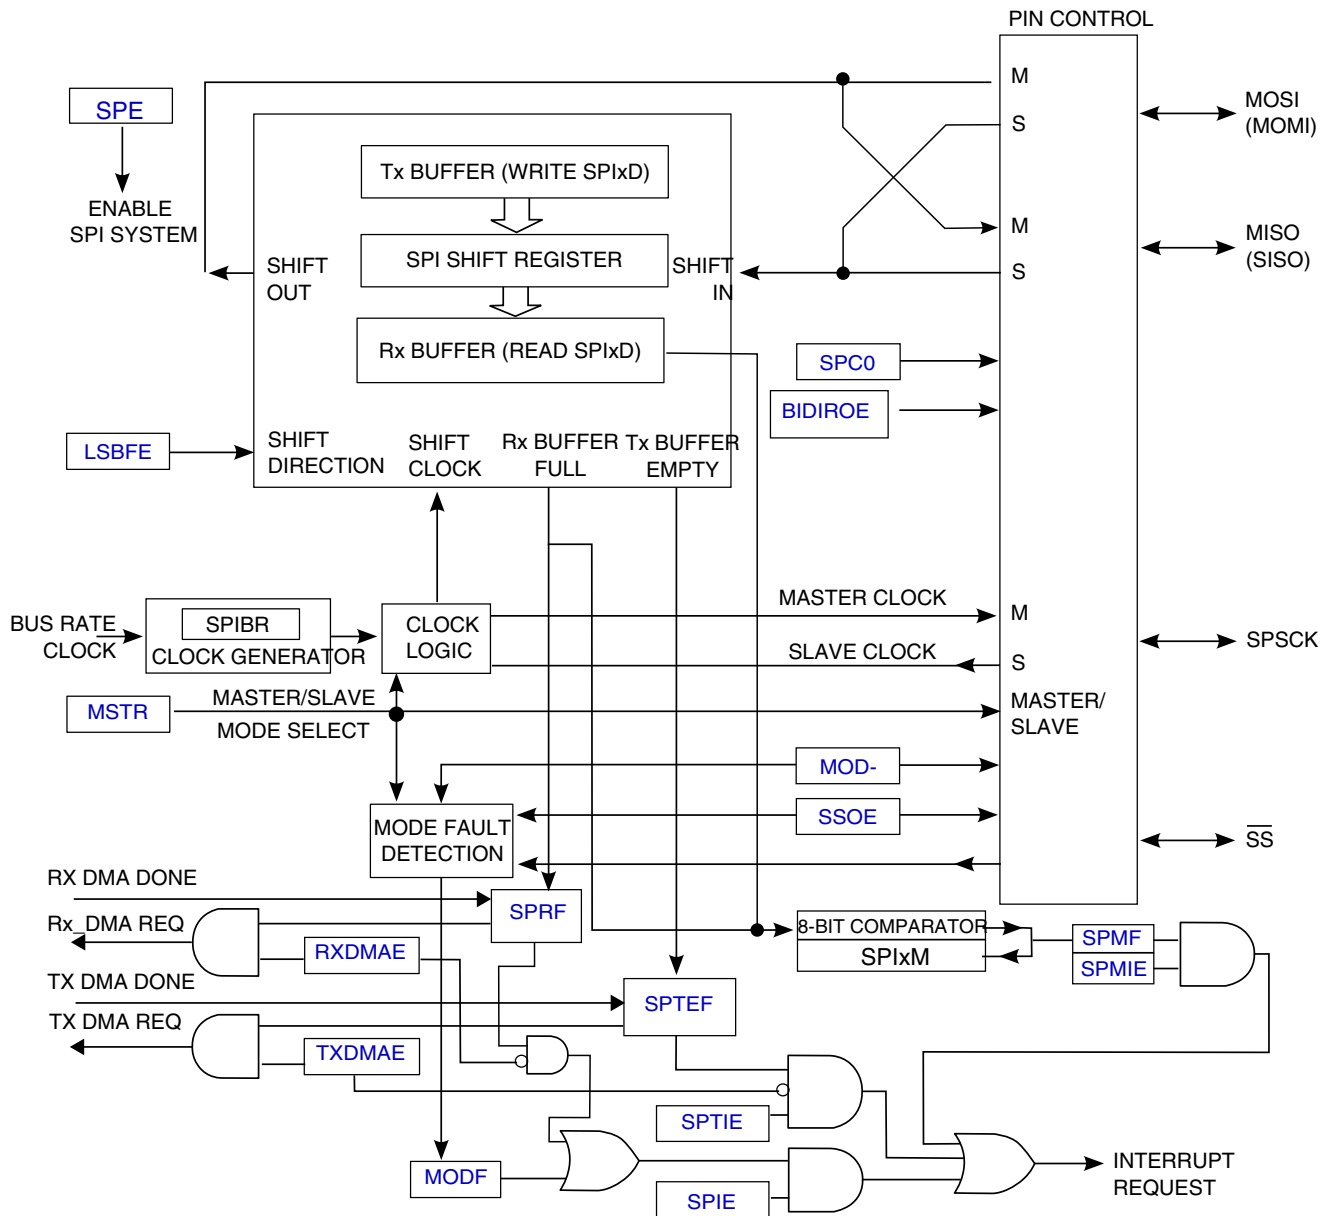 PIN CONTROL
M
SPE
MOSI
(MOMI)
S
Tx BUFFER (WRITE SPIxD)
ENABLE
SPI SYSTEM
M
MISO
(SISO)
SHIFT
OUT
SPI SHIFT REGISTER
SHIFT
IN
S
Rx BUFFER (READ SPIxD)
SPC0
BIDIROE
LSBFE
SHIFT
DIRECTION
SHIFT
CLOCK
Rx BUFFER
FULL
Tx BUFFER
EMPTY
BUS RATE
CLOCK
SPIBR
CLOCK GENERATOR
CLOCK
LOGIC
MASTER CLOCK
M
SLAVE CLOCK
S
SPSCK
MSTR
MASTER/SLAVE
MODE SELECT
MASTER/
SLAVE
MOD-
SSOE
MODE FAULT
DETECTION
SS
RX DMA DONE
SPRF
Rx_DMA REQ
RXDMAE
8-BIT COMPARATOR
SPIxM
SPMF
SPMIE
TX DMA DONE
SPTEF
TX DMA REQ
TXDMAE
SPTIE
MODF
SPIE
INTERRUPT
REQUEST